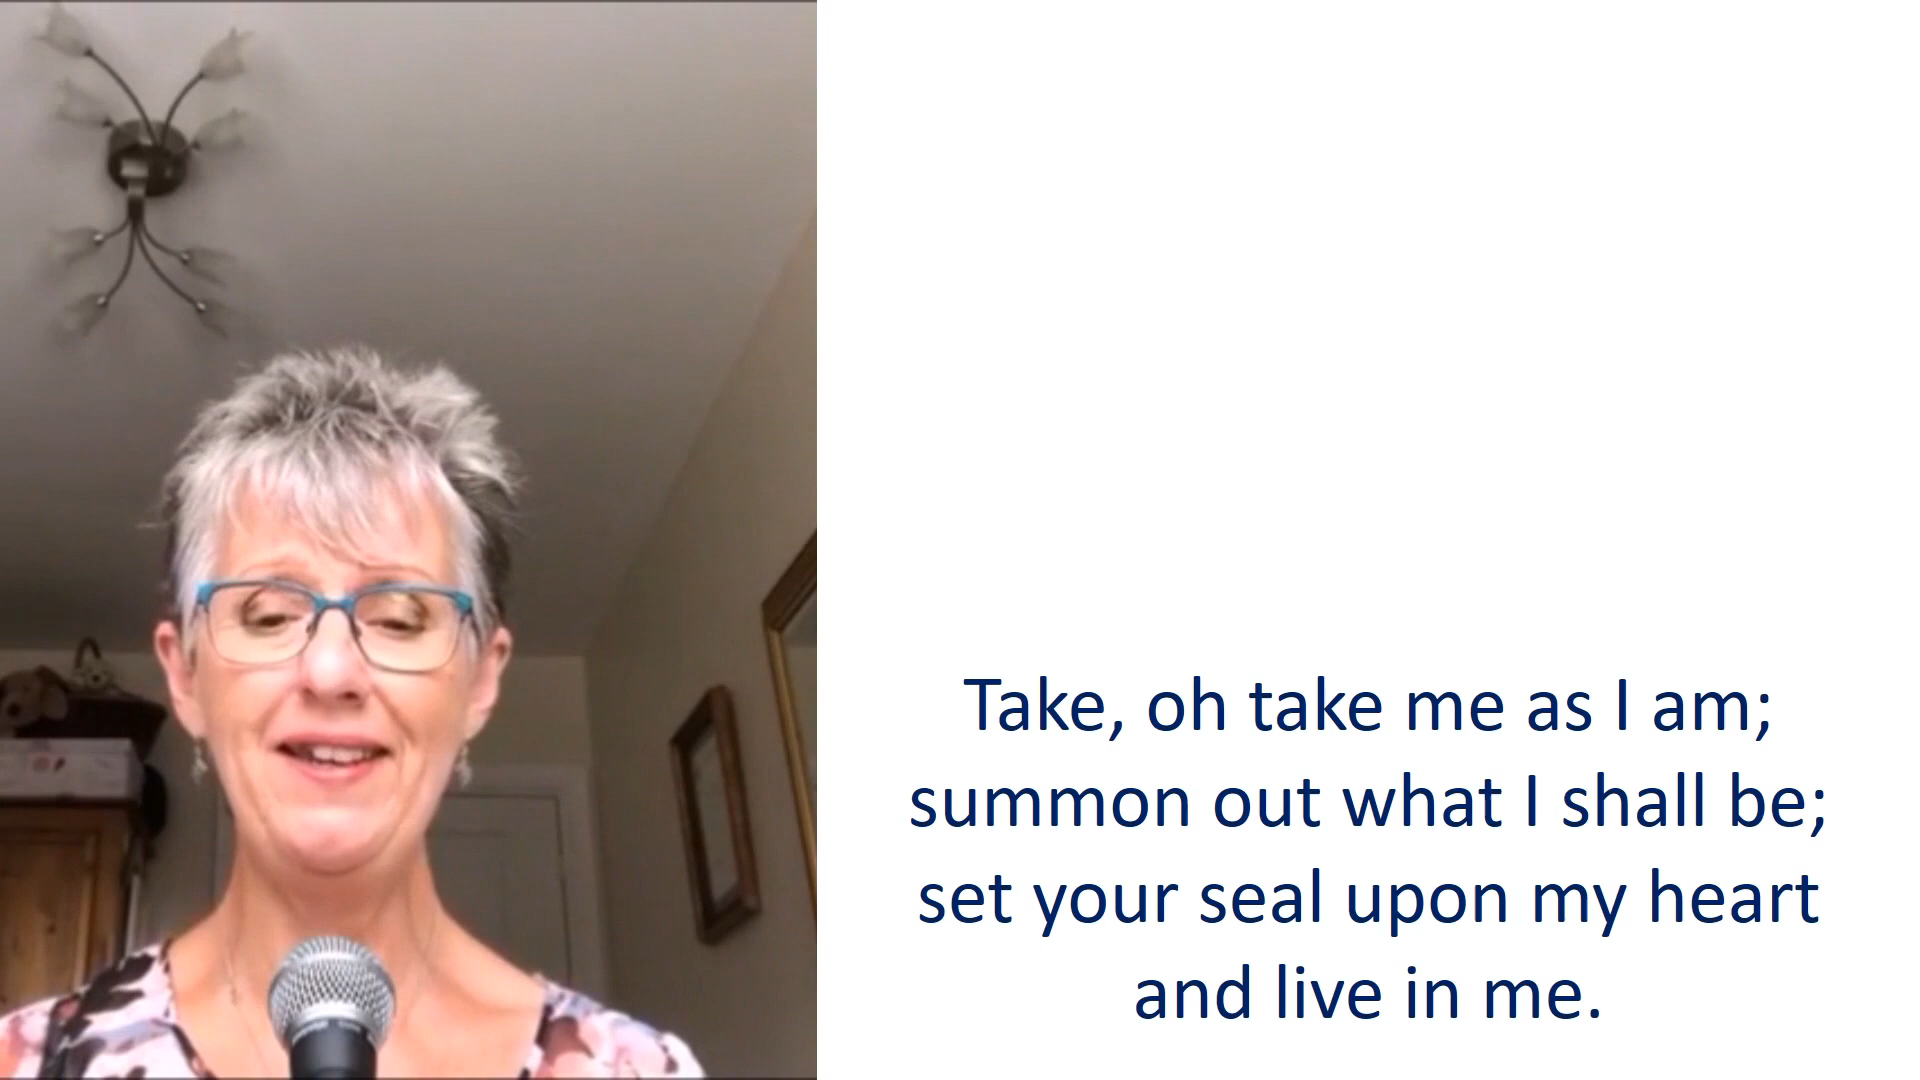 Take, oh take me as I am;
summon out what I shall be;
set your seal upon my heart
and live in me.